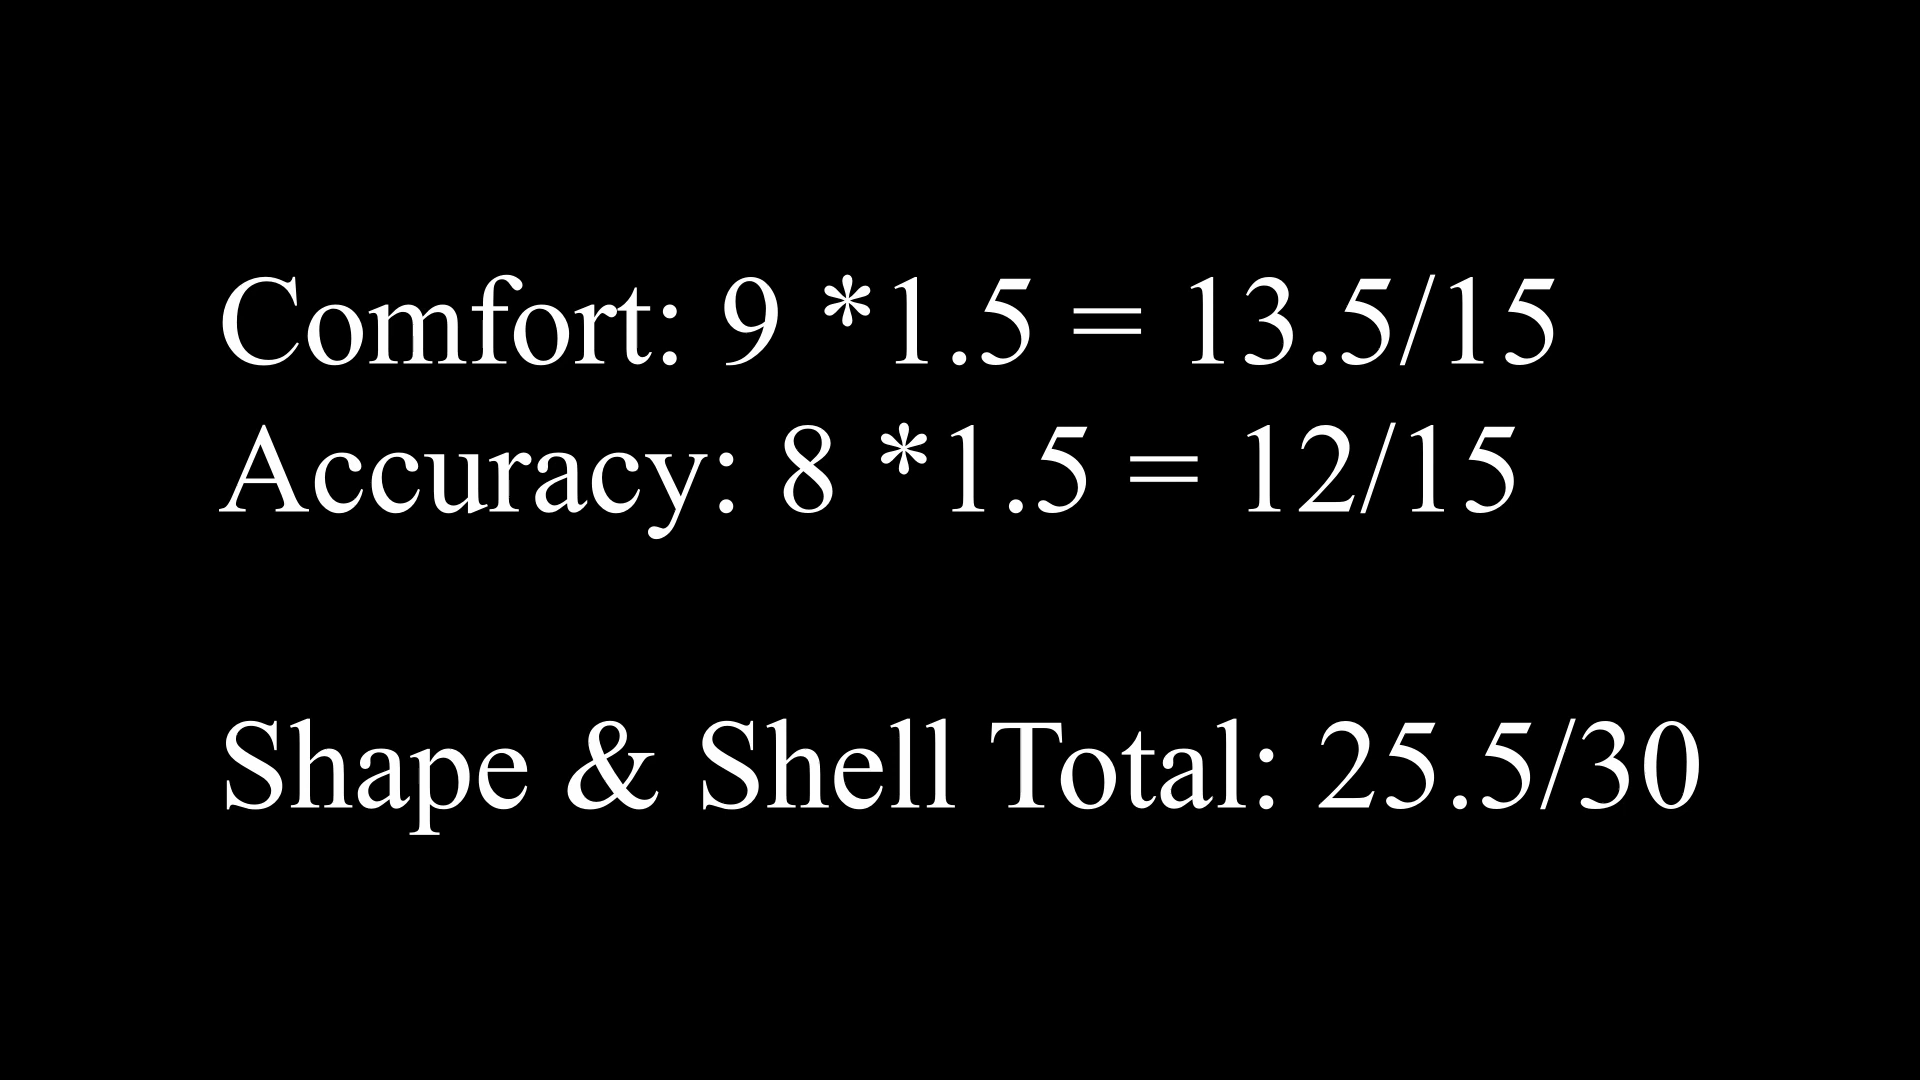 Comfort: 9 *1.5 = 13.5/15
Accuracy: 8 *1.5 = 12/15
Shape & Shell Total: 25.5/30